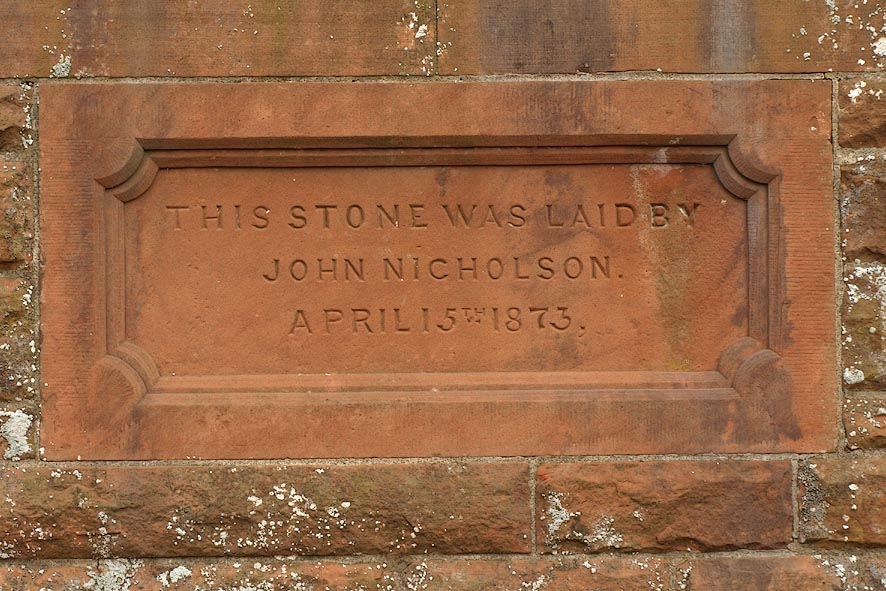 THIS STONE WAS LAID BY
JOHN NICHOLSON.
APRIL 15TH 1873,